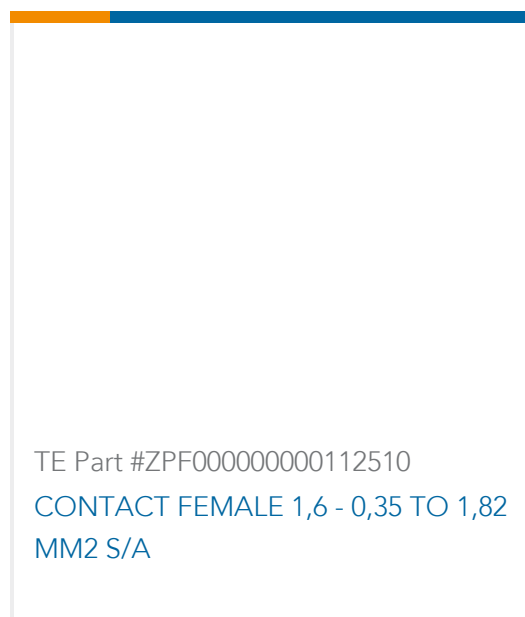 TE Part #ZPF000000000112510
CONTACT FEMALE 1,6 - 0,35 TO 1,82
MM2 S/A